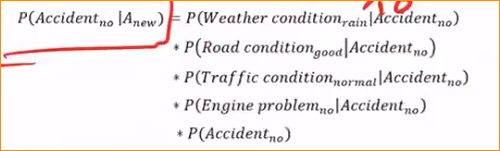 P(Accident_no |A_new) = P(Weather condition_rain|Accident_no)
* P(Road condition_good|Accident_no)
* P(Traffic condition_normal|Accident_no)
* P(Engine problem_no|Accident_no)
* P(Accident_no)